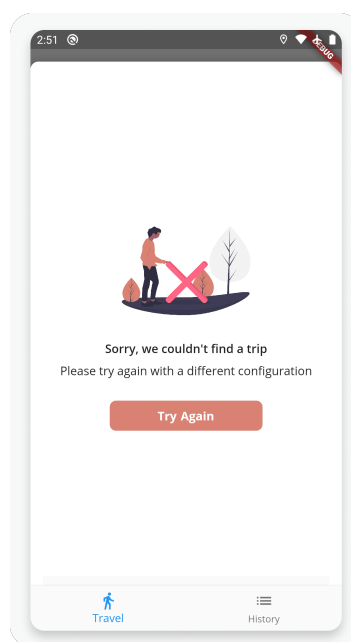 2:51
DEBUG
Sorry, we couldn't find a trip
Please try again with a different configuration
Try Again
Travel
History